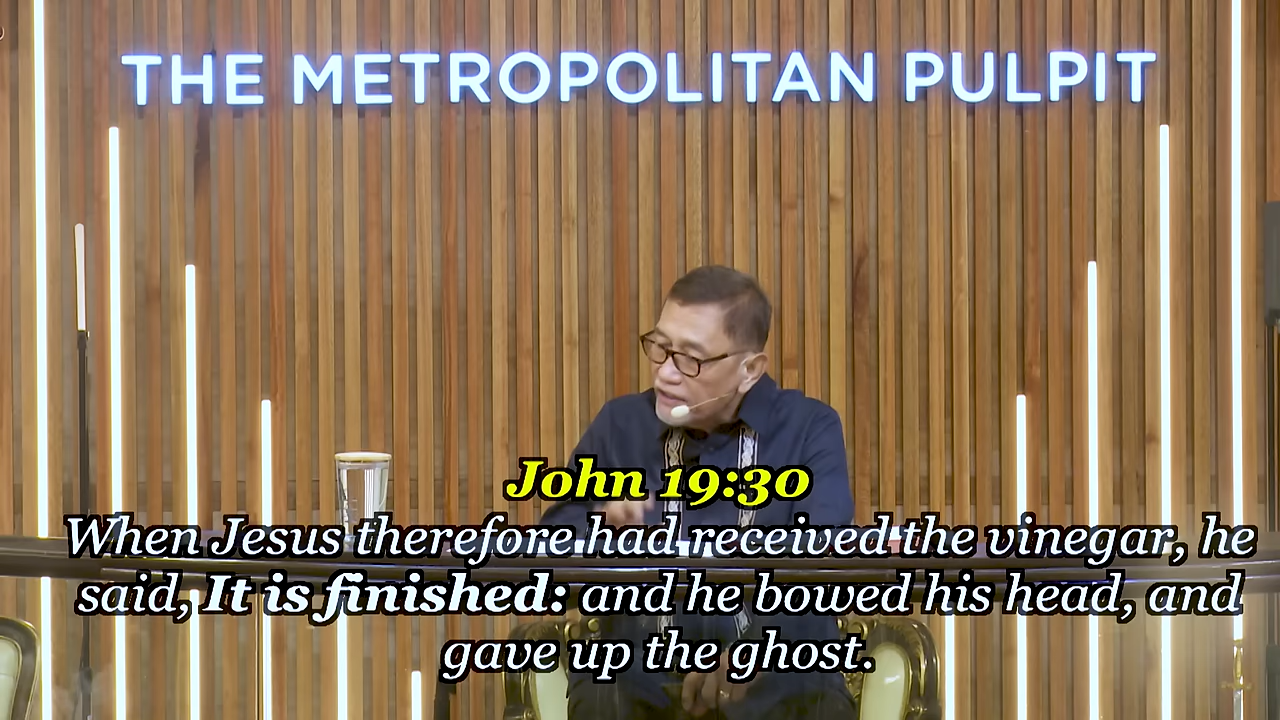 THE METROPOLITAN PULPIT
John 19:30
When Jesus therefore had received the vinegar, he
said, It is finished: and he bowed his head, and
gave up the ghost.